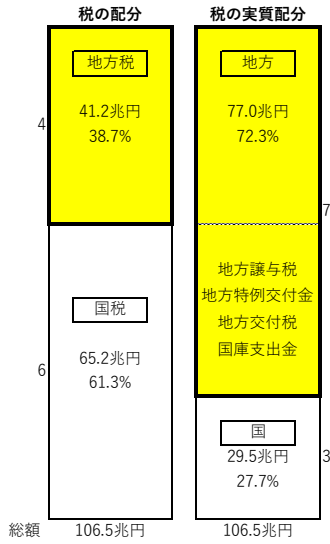 税の配分
税の実質配分
地方税
41.2兆円
38.7%
4
国税
65.2兆円
61.3%
6
地方
77.0兆円
72.3%
7
地方譲与税
地方特例交付金
地方交付税
国庫支出金
国
29.5兆円
27.7%
3
総額
106.5兆円
106.5兆円